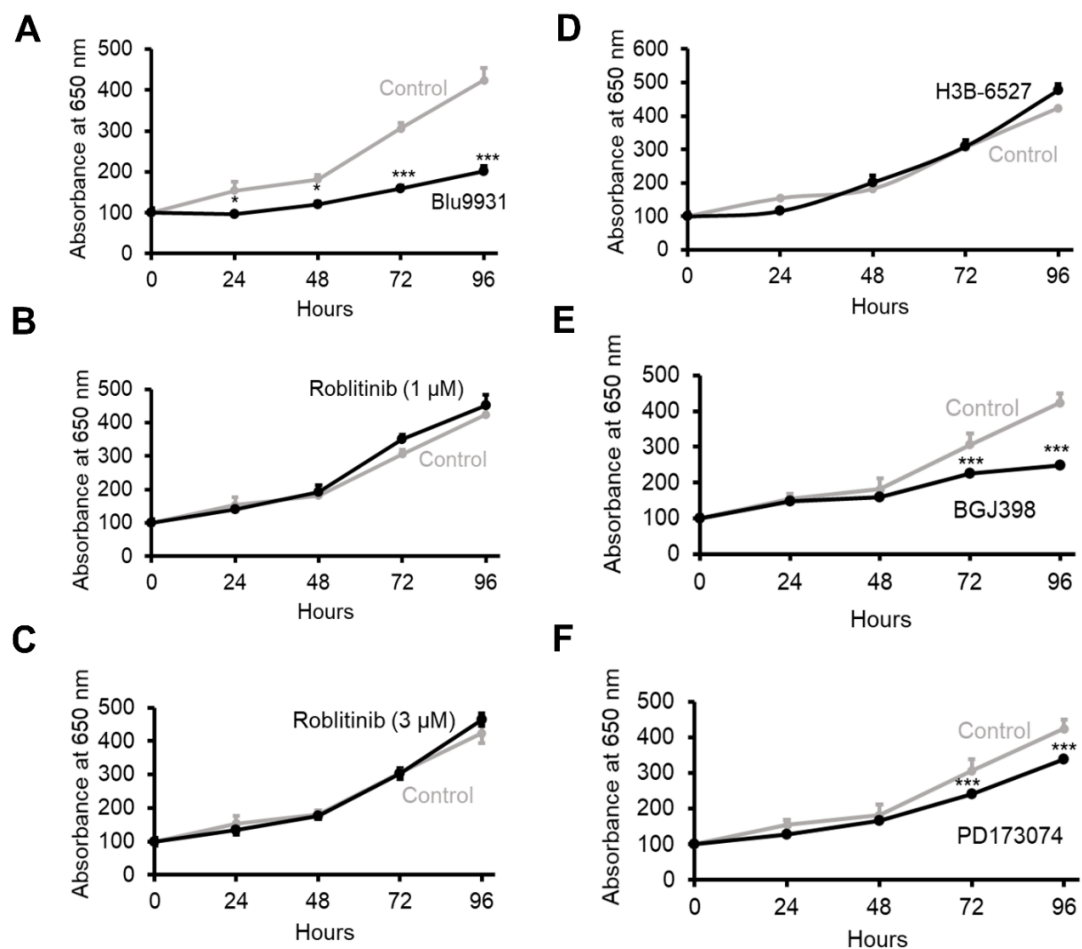 A
Absorbance at 650 nm
500
400
300
200
100
0
Control
*
*
***
***
Blu9931
0 24 48 72 96
Hours
B
Absorbance at 650 nm
500
400
300
200
100
0
Roblitinib (1 µM)
Control
0 24 48 72 96
Hours
C
Absorbance at 650 nm
500
400
300
200
100
0
Roblitinib (3 µM)
Control
0 24 48 72 96
Hours
D
Absorbance at 650 nm
600
500
400
300
200
100
0
H3B-6527
Control
0 24 48 72 96
Hours
E
Absorbance at 650 nm
500
400
300
200
100
0
Control
***
***
BGJ398
0 24 48 72 96
Hours
F
Absorbance at 650 nm
500
400
300
200
100
0
Control
***
***
PD173074
0 24 48 72 96
Hours